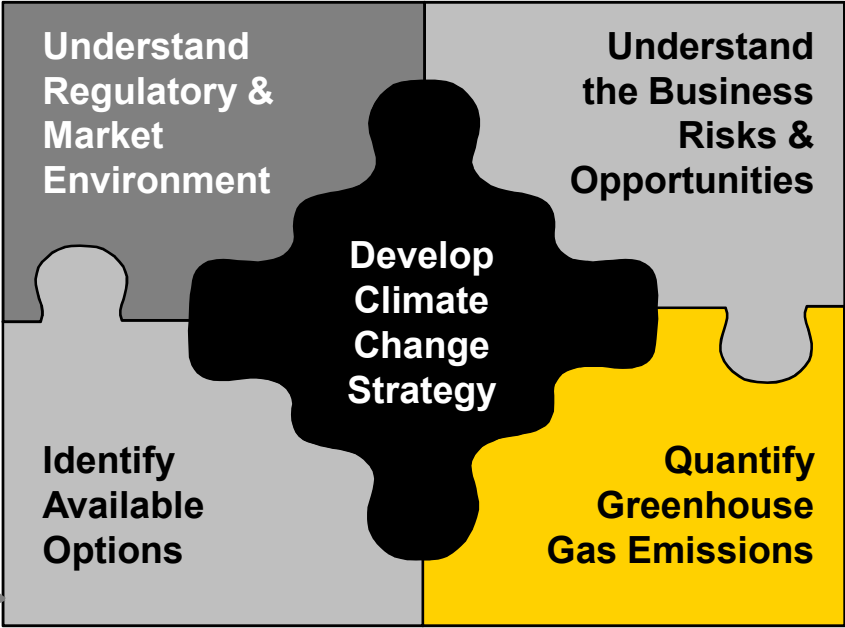 Understand
Regulatory &
Market
Environment
Understand
the Business
Risks &
Opportunities
Develop
Climate
Change
Strategy
Identify
Available
Options
Quantify
Greenhouse
Gas Emissions